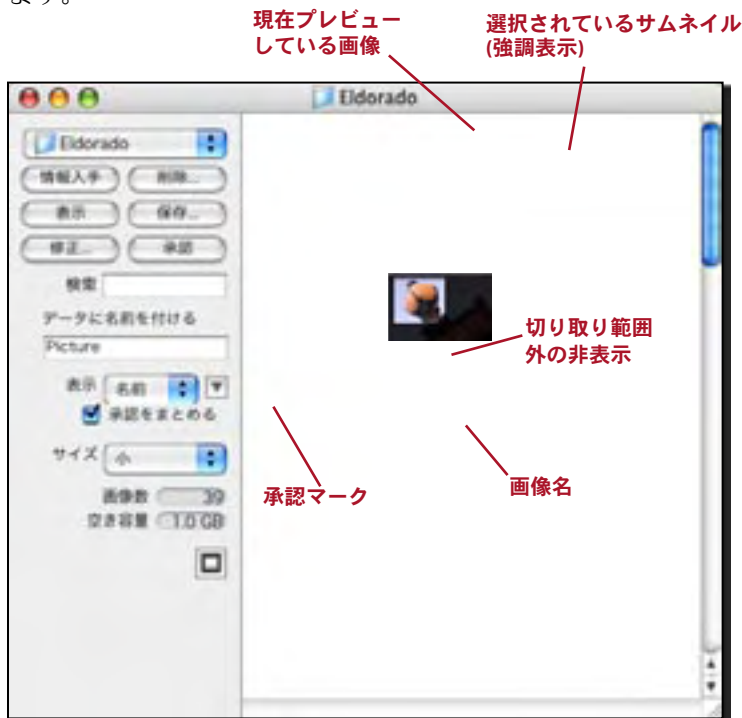 ます。
現在プレビュー
している画像
選択されているサムネイル
(強調表示)
Eldorado
Eldorado
情報入手
削除...
表示
保存...
修正...
承認
検索
データに名前を付ける
Picture
表示
名前
承認をまとめる
サイズ
小
画像数
39
空き容量
1.0 GB
切り取り範囲
外の非表示
承認マーク
画像名